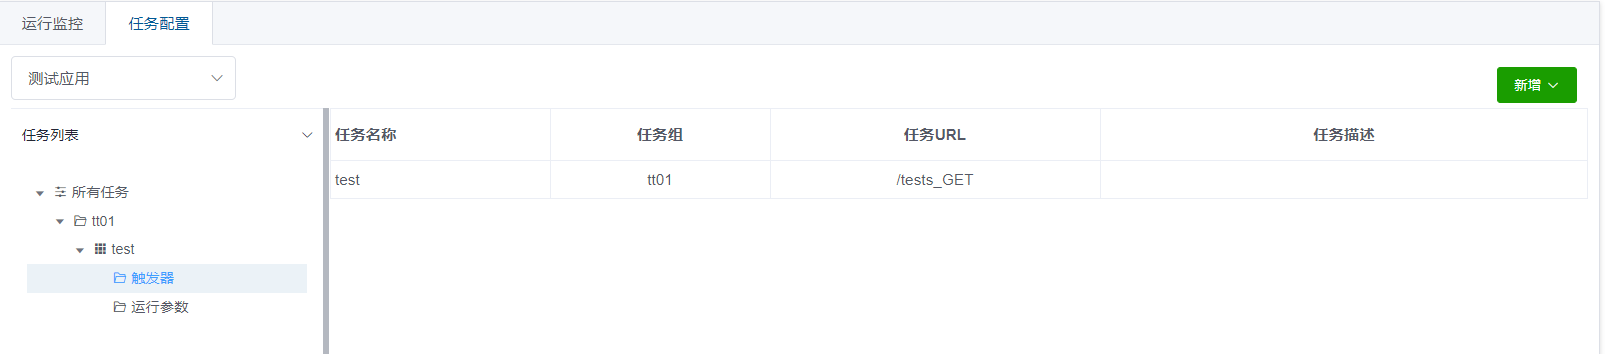 运行监控 任务配置
测试应用
新增
任务列表
任务名称 任务组 任务URL 任务描述
test tt01 /tests_GET
所有任务
tt01
test
触发器
运行参数